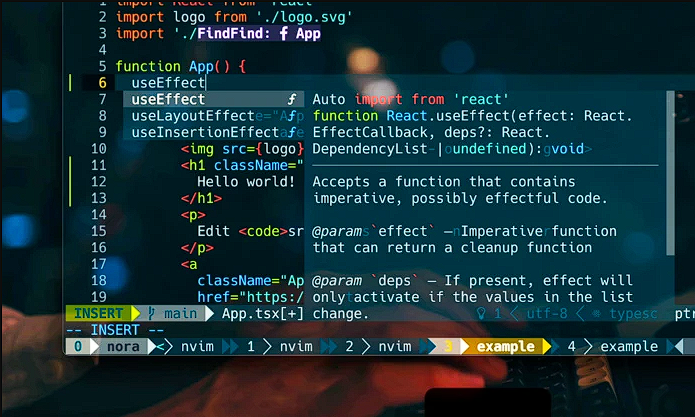 1 import React from 'react'
2 import logo from './logo.svg'
3 import './FindFind: ƒ App
4
5 function App() {
6 useEffect
7 useEffect ƒ Auto import from 'react'
8 useLayoutEffect ƒ function React.useEffect(effect: React.
9 useInsertionEffect ƒ EffectCallback, deps?: React.
10 <img src={logo} DependencyList | undefined): void
11 <h1 className="
12 Hello world! Accepts a function that contains
13 </h1> imperative, possibly effectful code.
14 <p>
15 Edit <code>sr @param `effect` — Imperative function
16 </p> that can return a cleanup function
17 <a
18 className="Ap @param `deps` — If present, effect will
19 href="https:/ only activate if the values in the list
INSERT main App.tsx[+] change. 1 utf-8 typesc ptr
-- INSERT --
0 nora <> nvim 1 nvim 2 nvim 3 example 4 example